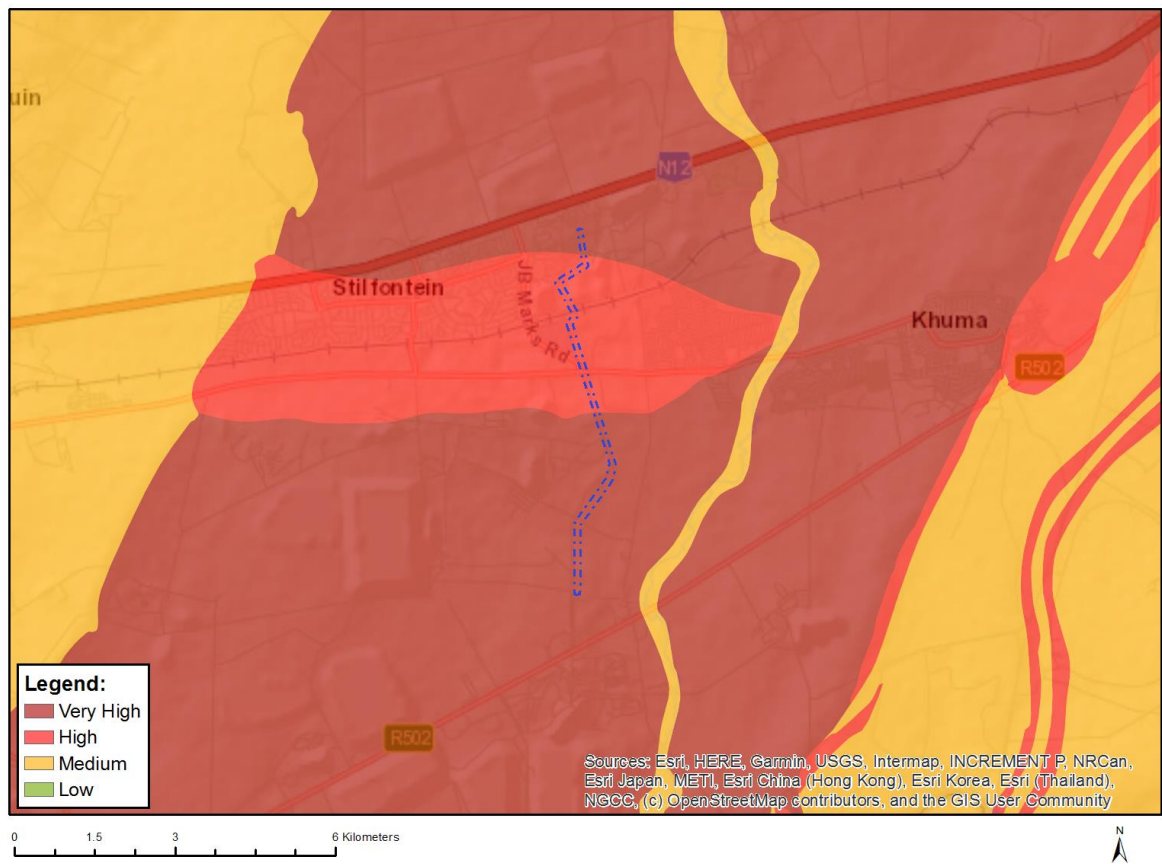 uin
N12
Stilfontein
JB Marks Rd
Khuma
R502
R502
Legend:
Very High
High
Medium
Low
Sources: Esri, HERE, Garmin, USGS, Intermap, INCREMENT P, NRCan,
Esri Japan, METI, Esri China (Hong Kong), Esri Korea, Esri (Thailand),
NGCC, (c) OpenStreetMap contributors, and the GIS User Community
0 1.5 3 6 Kilometers
N